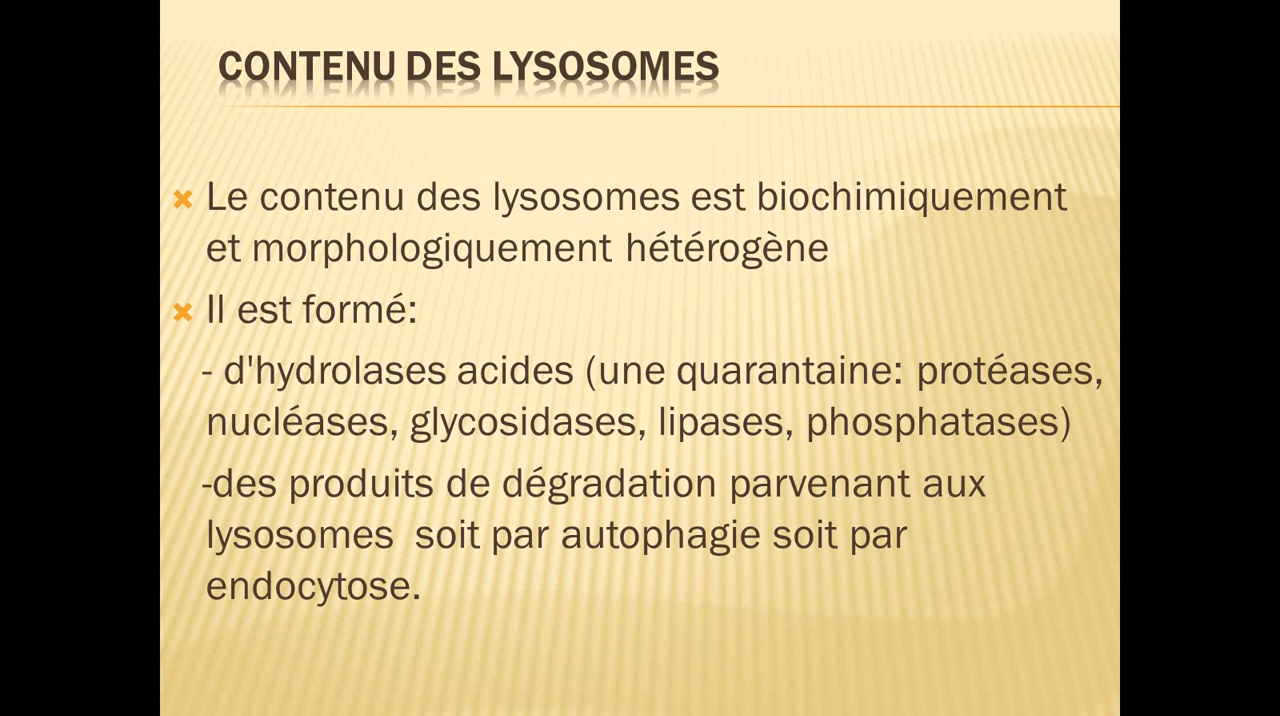 CONTENU DES LYSOSOMES
Le contenu des lysosomes est biochimiquement
et morphologiquement hétérogène
Il est formé:
- d'hydrolases acides (une quarantaine: protéases,
nucléases, glycosidases, lipases, phosphatases)
-des produits de dégradation parvenant aux
lysosomes  soit par autophagie soit par
endocytose.